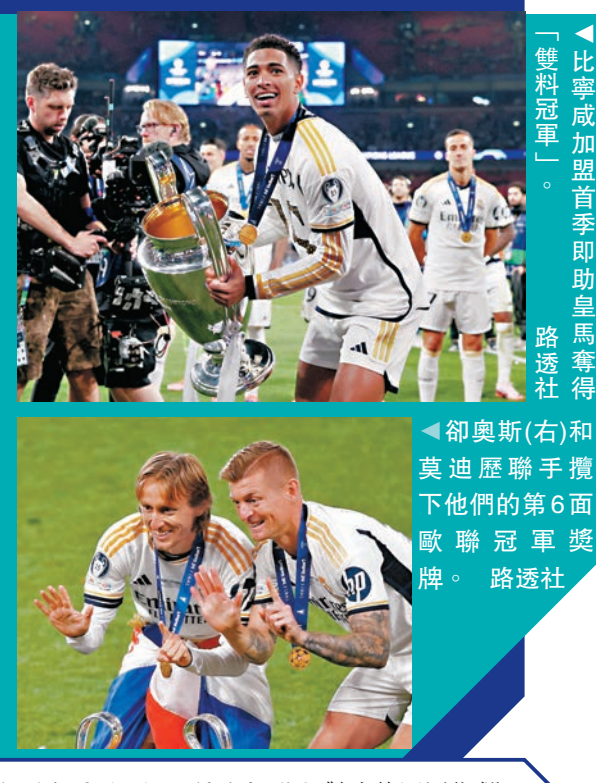 ◀比寧咸加盟首季即助皇馬奪得
「雙料冠軍」。 路透社
◀卻奧斯(右)和
莫迪歷聯手攬
下他們的第6面
歐聯冠軍獎
牌。 路透社
hp